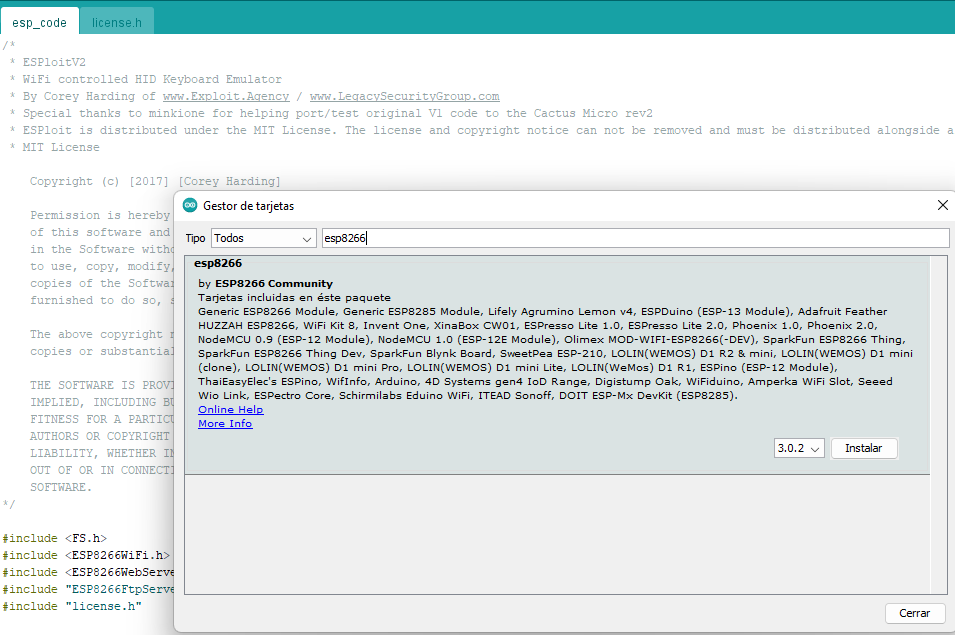 esp_code license.h
/*
* ESPloitV2
* WiFi controlled HID Keyboard Emulator
* By Corey Harding of www.Exploit.Agency / www.LegacySecurityGroup.com
* Special thanks to minkione for helping port/test original V1 code to the Cactus Micro rev2
* ESPloit is distributed under the MIT License. The license and copyright notice can not be removed and must be distributed alongside a
* MIT License
Copyright (c) [2017] [Corey Harding]
Permission is hereby
of this software and
in the Software witho
to use, copy, modify,
copies of the Softwar
furnished to do so, s
The above copyright n
copies or substantial
THE SOFTWARE IS PROVI
IMPLIED, INCLUDING BU
FITNESS FOR A PARTICU
AUTHORS OR COPYRIGHT
LIABILITY, WHETHER IN
OUT OF OR IN CONNECTI
SOFTWARE.
*/
#include <FS.h>
#include <ESP8266WiFi.h>
#include <ESP8266WebServe
#include "ESP8266FtpServe
#include "license.h"
Gestor de tarjetas
Tipo Todos esp8266
esp8266
by ESP8266 Community
Tarjetas incluidas en éste paquete
Generic ESP8266 Module, Generic ESP8285 Module, Lifely Agrumino Lemon v4, ESPDuino (ESP-13 Module), Adafruit Feather
HUZZAH ESP8266, WiFi Kit 8, Invent One, XinaBox CW01, ESPresso Lite 1.0, ESPresso Lite 2.0, Phoenix 1.0, Phoenix 2.0,
NodeMCU 0.9 (ESP-12 Module), NodeMCU 1.0 (ESP-12E Module), Olimex MOD-WIFI-ESP8266(-DEV), SparkFun ESP8266 Thing,
SparkFun ESP8266 Thing Dev, SparkFun Blynk Board, SweetPea ESP-210, LOLIN(WEMOS) D1 R2 & mini, LOLIN(WEMOS) D1 mini
(clone), LOLIN(WEMOS) D1 mini Pro, LOLIN(WEMOS) D1 mini Lite, LOLIN(WeMos) D1 R1, ESPino (ESP-12 Module),
ThaiEasyElec's ESPino, WifInfo, Arduino, 4D Systems gen4 IoD Range, Digistump Oak, WiFiduino, Amperka WiFi Slot, Seeed
Wio Link, ESPectro Core, Schirmilabs Eduino WiFi, ITEAD Sonoff, DOIT ESP-Mx DevKit (ESP8285).
Online Help
More Info
3.0.2 Instalar
Cerrar